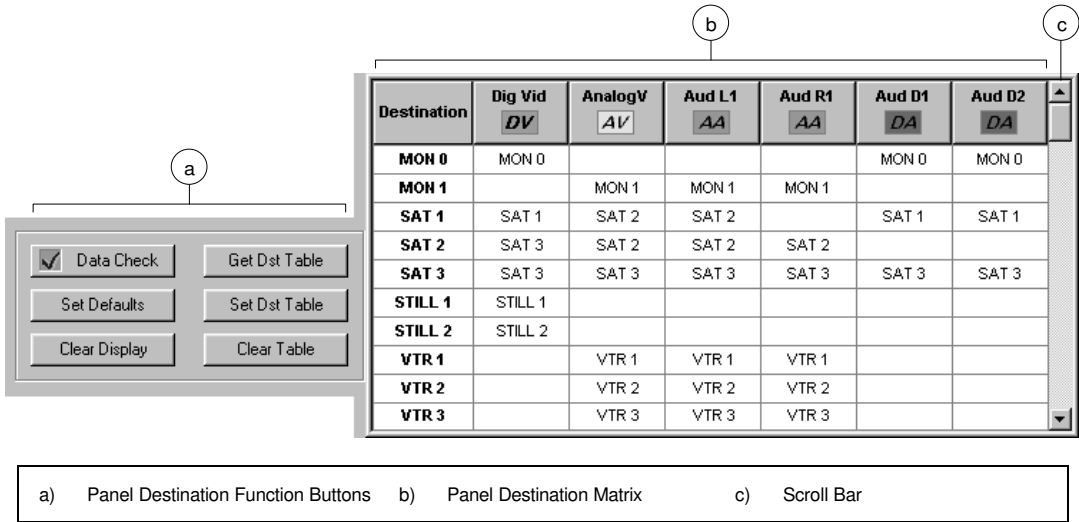 b
c
Destination Dig Vid AnalogV Aud L1 Aud R1 Aud D1 Aud D2
DV AV AA AA DA DA
MON 0 MON 0 MON 0 MON 0
MON 1 MON 1 MON 1 MON 1
SAT 1 SAT 1 SAT 2 SAT 2 SAT 1 SAT 1
SAT 2 SAT 3 SAT 2 SAT 2 SAT 2
SAT 3 SAT 3 SAT 3 SAT 3 SAT 3 SAT 3 SAT 3
STILL 1 STILL 1
STILL 2 STILL 2
VTR 1 VTR 1 VTR 1 VTR 1
VTR 2 VTR 2 VTR 2 VTR 2
VTR 3 VTR 3 VTR 3 VTR 3
a
Data Check Get Dst Table
Set Defaults Set Dst Table
Clear Display Clear Table
a) Panel Destination Function Buttons b) Panel Destination Matrix c) Scroll Bar